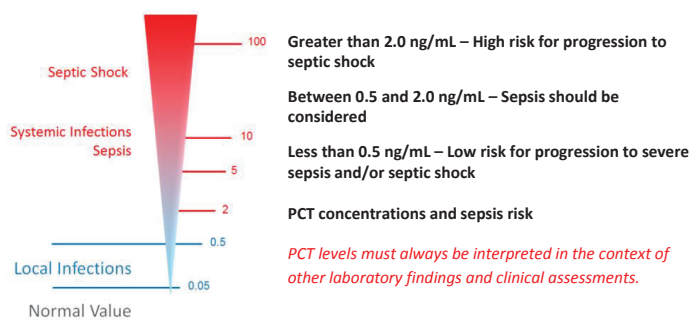 100
Septic Shock
Systemic Infections
Sepsis
10
5
2
0.5
Local Infections
0.05
Normal Value
Greater than 2.0 ng/mL – High risk for progression to
septic shock
Between 0.5 and 2.0 ng/mL – Sepsis should be
considered
Less than 0.5 ng/mL – Low risk for progression to severe
sepsis and/or septic shock
PCT concentrations and sepsis risk
PCT levels must always be interpreted in the context of
other laboratory findings and clinical assessments.